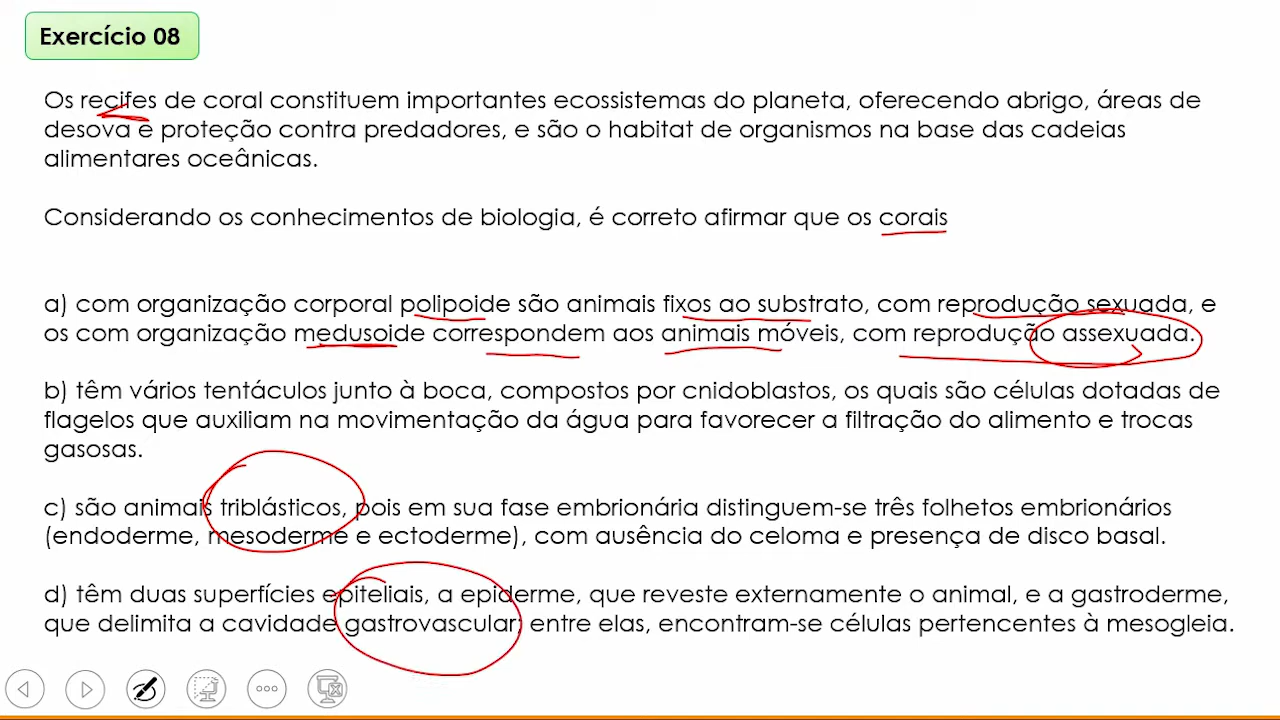 Exercício 08
Os recifes de coral constituem importantes ecossistemas do planeta, oferecendo abrigo, áreas de
desova e proteção contra predadores, e são o habitat de organismos na base das cadeias
alimentares oceânicas.
Considerando os conhecimentos de biologia, é correto afirmar que os corais
a) com organização corporal polipoide são animais fixos ao substrato, com reprodução sexuada, e
os com organização medusoide correspondem aos animais móveis, com reprodução assexuada.
b) têm vários tentáculos junto à boca, compostos por cnidoblastos, os quais são células dotadas de
flagelos que auxiliam na movimentação da água para favorecer a filtração do alimento e trocas
gasosas.
c) são animais triblásticos, pois em sua fase embrionária distinguem-se três folhetos embrionários
(endoderme, mesoderme e ectoderme), com ausência do celoma e presença de disco basal.
d) têm duas superfícies epiteliais, a epiderme, que reveste externamente o animal, e a gastroderme,
que delimita a cavidade gastrovascular; entre elas, encontram-se células pertencentes à mesogleia.